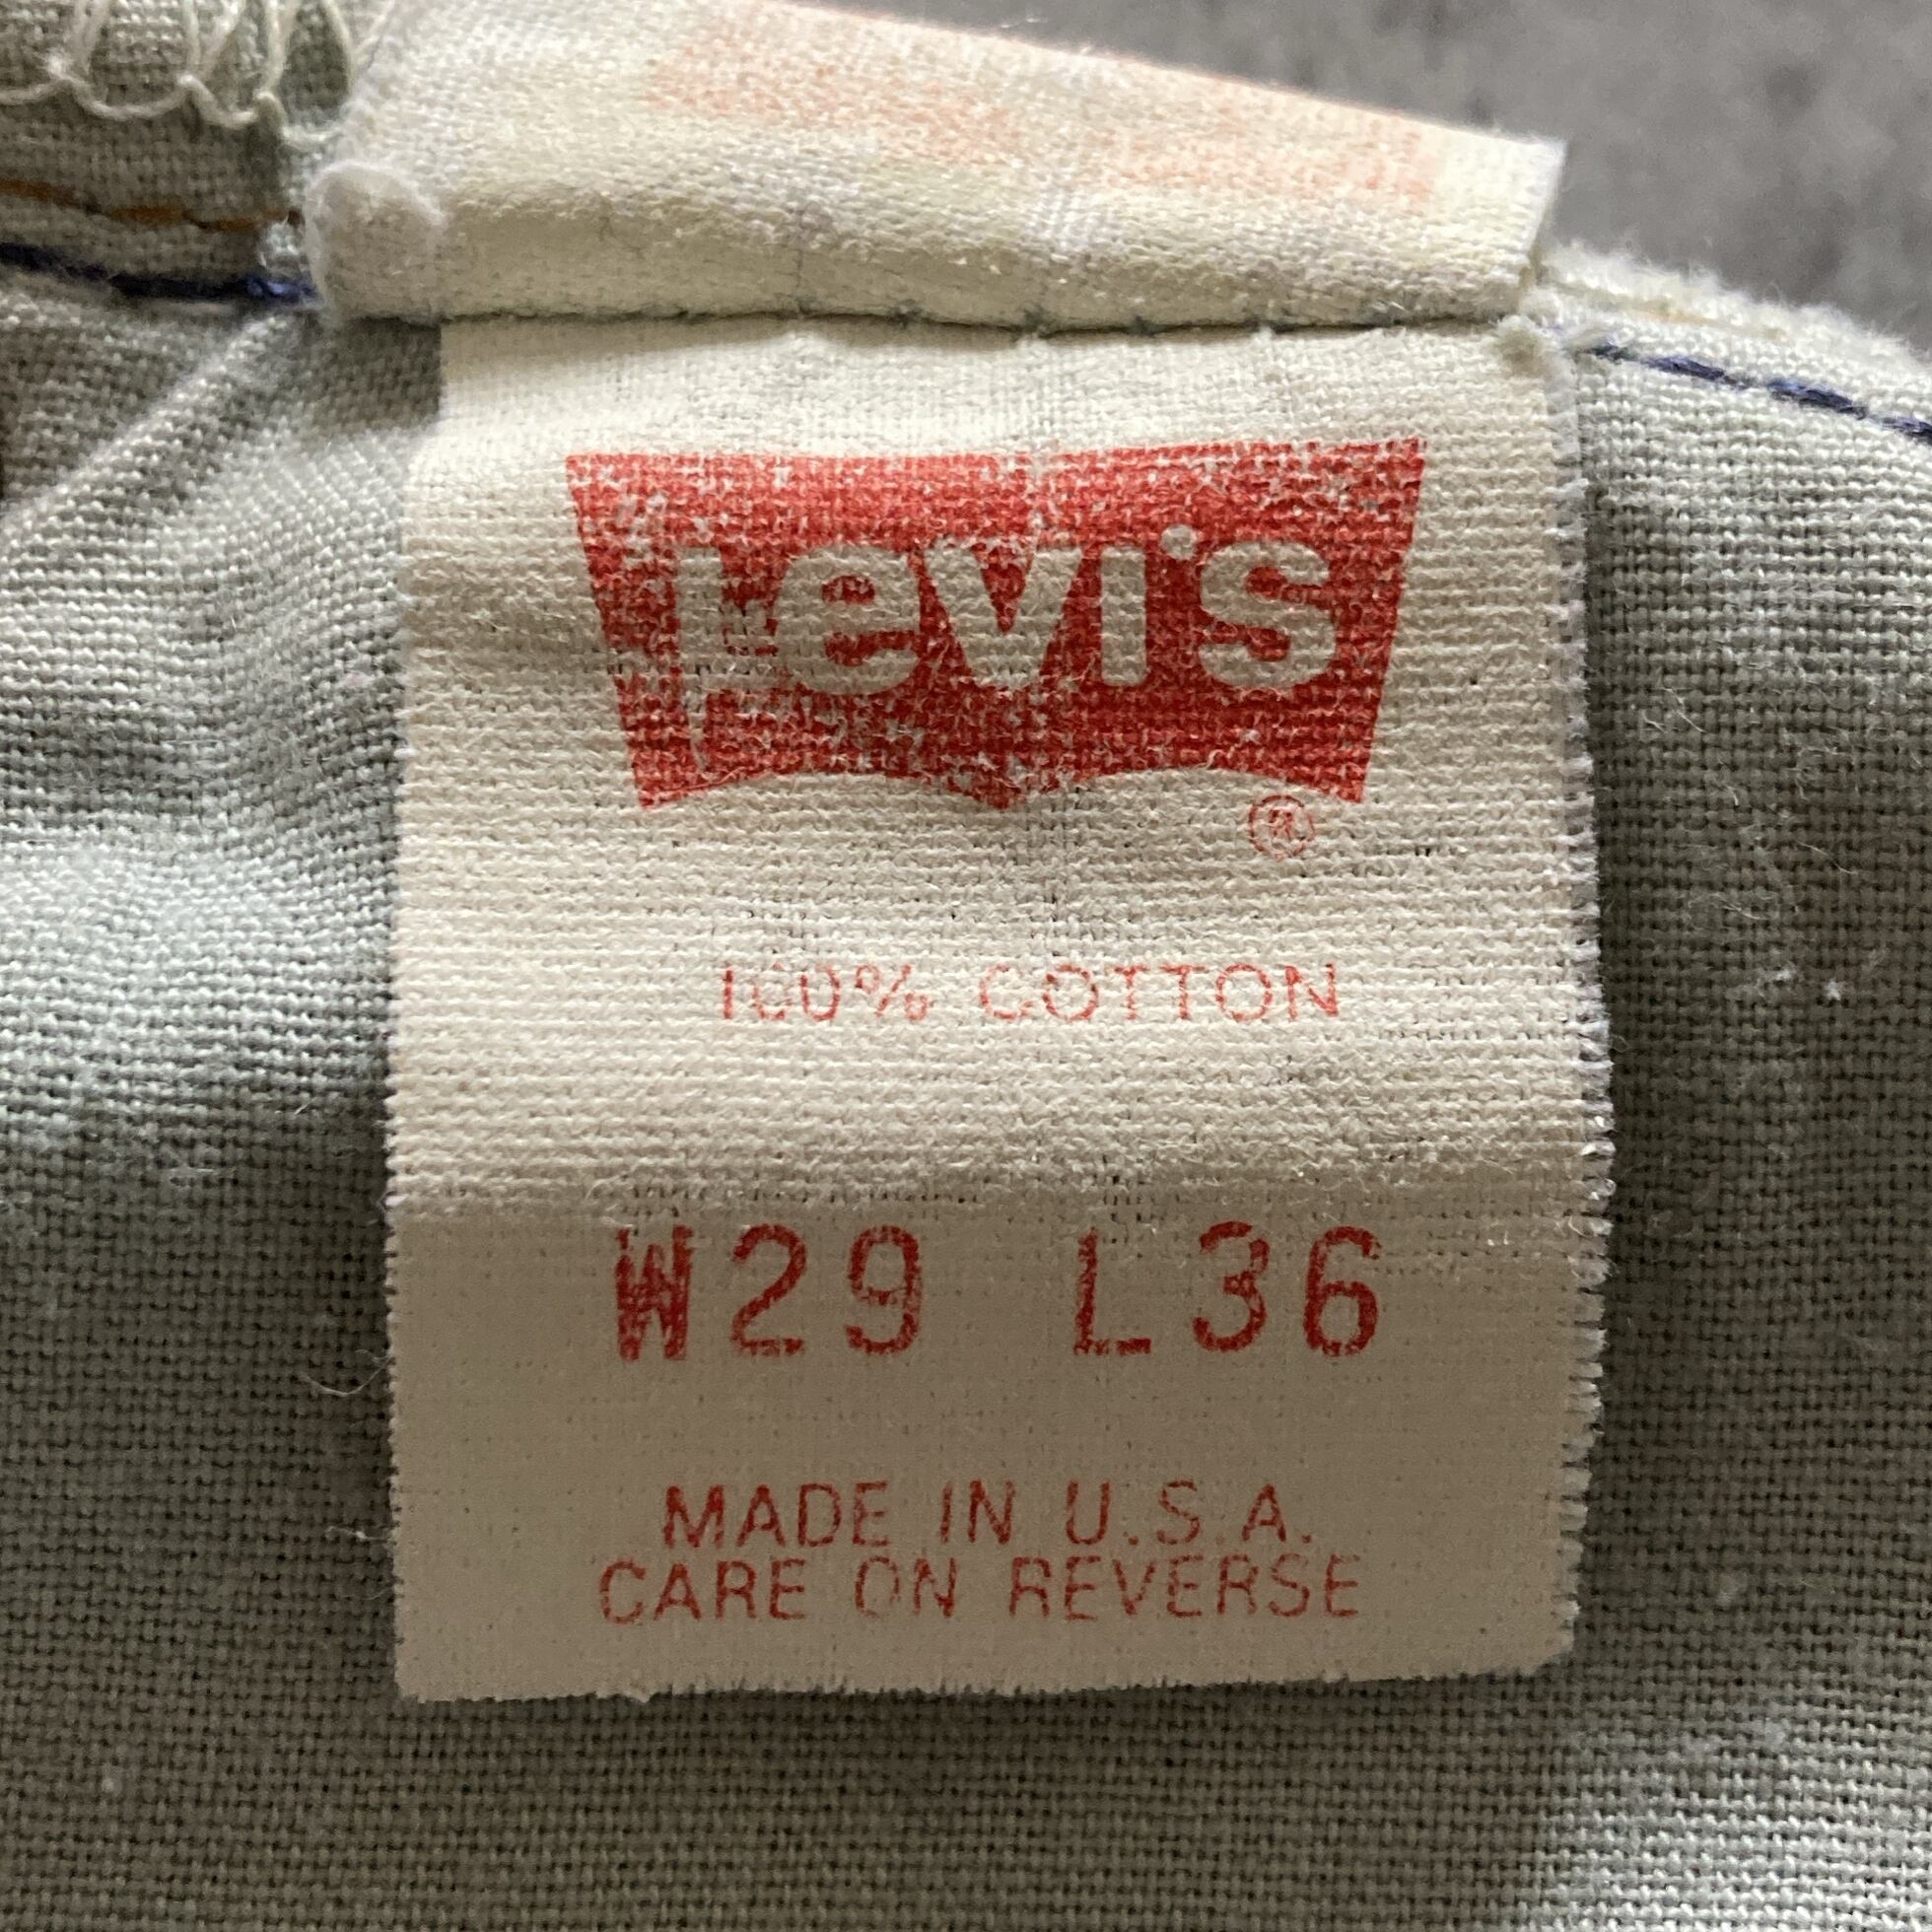 Levi's
®
100% COTTON
W29 L36
MADE IN U.S.A.
CARE ON REVERSE